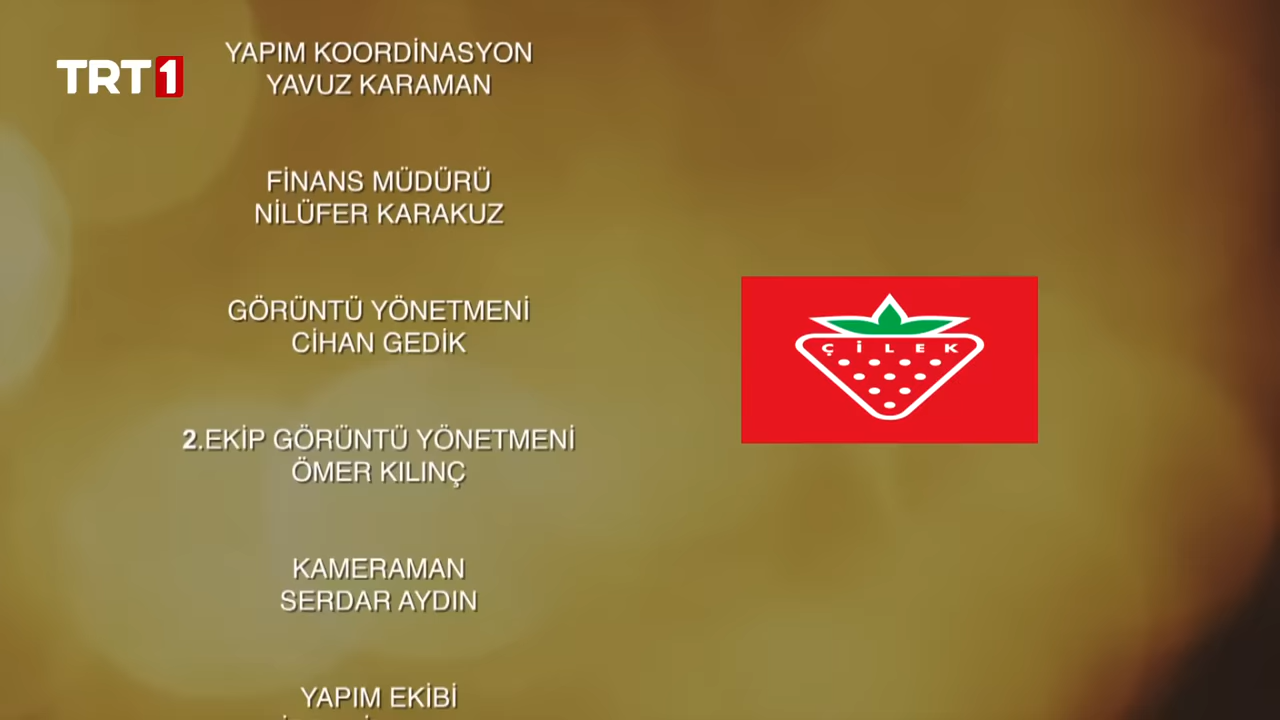 TRT1
YAPIM KOORDİNASYON
YAVUZ KARAMAN
FİNANS MÜDÜRÜ
NİLÜFER KARAKUZ
GÖRÜNTÜ YÖNETMENİ
CİHAN GEDİK
ÇİLEK
2.EKİP GÖRÜNTÜ YÖNETMENİ
ÖMER KILINÇ
KAMERAMAN
SERDAR AYDIN
YAPIM EKİBİ